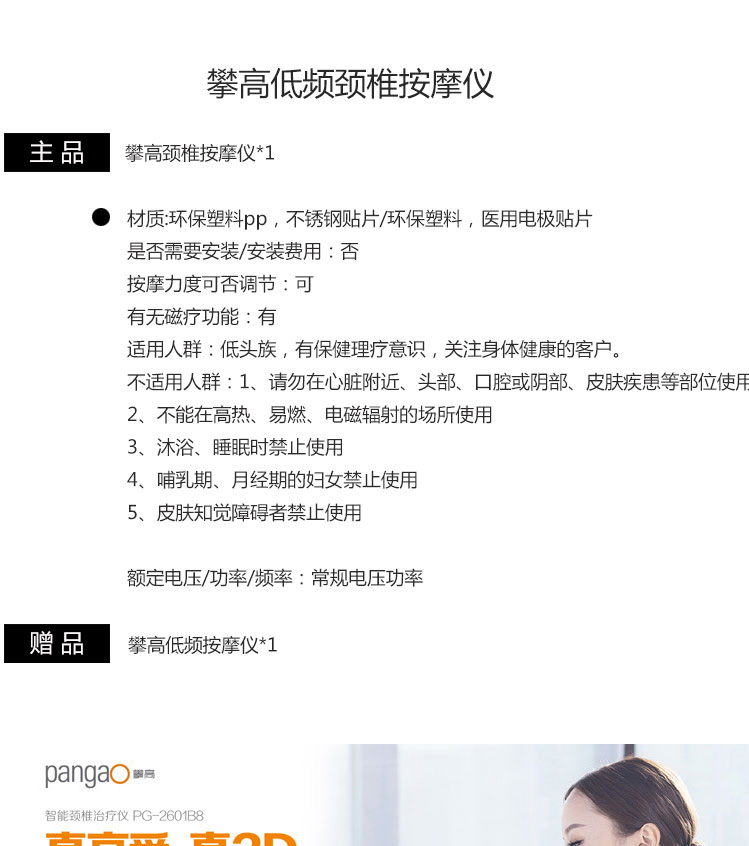 攀高低频颈椎按摩仪
主品 攀高颈椎按摩仪*1
材质:环保塑料pp，不锈钢贴片/环保塑料，医用电极贴片
是否需要安装/安装费用：否
按摩力度可否调节：可
有无磁疗功能：有
适用人群：低头族，有保健理疗意识，关注身体健康的客户。
不适用人群：1、请勿在心脏附近、头部、口腔或阴部、皮肤疾患等部位使用
2、不能在高热、易燃、电磁辐射的场所使用
3、沐浴、睡眠时禁止使用
4、哺乳期、月经期的妇女禁止使用
5、皮肤知觉障碍者禁止使用
额定电压/功率/频率：常规电压功率
赠品 攀高低频按摩仪*1
pangao 攀高
智能颈椎治疗仪 PG-2601B8